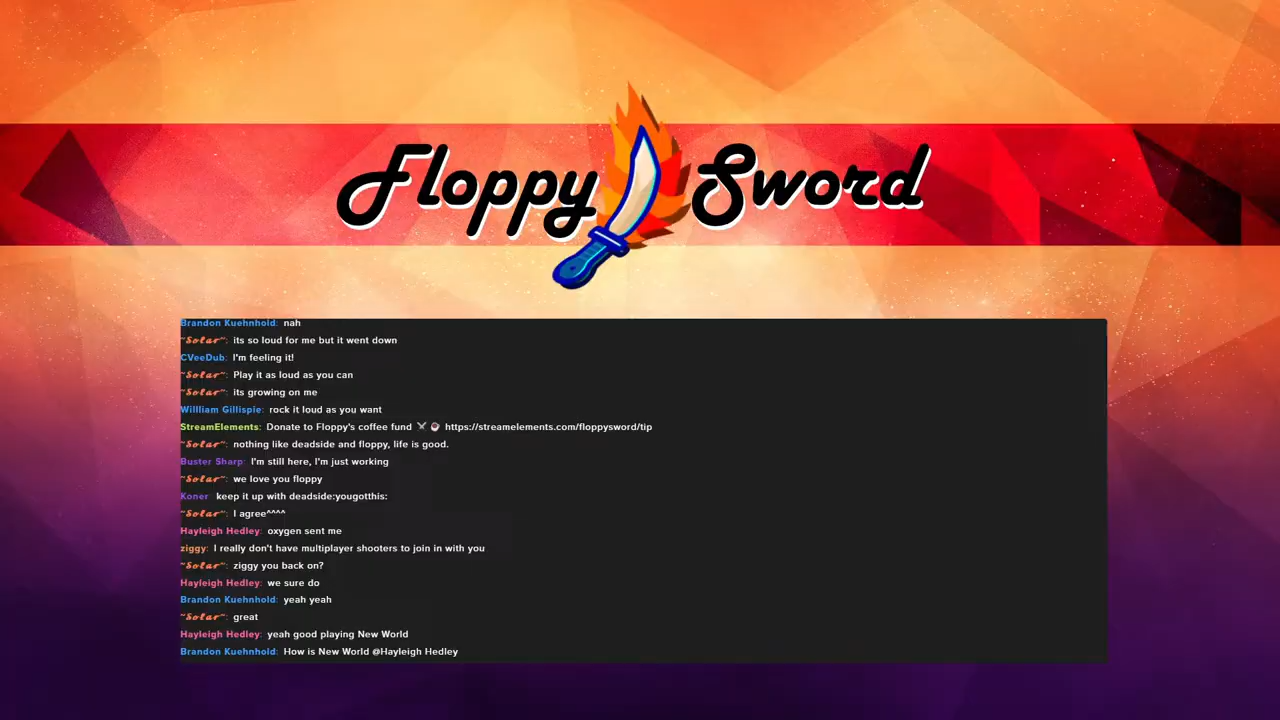 Floppy Sword
Brandon Kuehnhold: nah
~Solar~: its so loud for me but it went down
CVeeDub: I'm feeling it!
~Solar~: Play it as loud as you can
~Solar~: its growing on me
Willliam Gillispie: rock it loud as you want
StreamElements: Donate to Floppy's coffee fund ⚔ ☕ https://streamelements.com/floppysword/tip
~Solar~: nothing like deadside and floppy, life is good.
Buster Sharp: I'm still here, I'm just working
~Solar~: we love you floppy
Koner keep it up with deadside:yougotthis:
~Solar~: I agree^^^^
Hayleigh Hedley: oxygen sent me
ziggy: I really don't have multiplayer shooters to join in with you
~Solar~: ziggy you back on?
Hayleigh Hedley: we sure do
Brandon Kuehnhold: yeah yeah
~Solar~: great
Hayleigh Hedley: yeah good playing New World
Brandon Kuehnhold: How is New World @Hayleigh Hedley